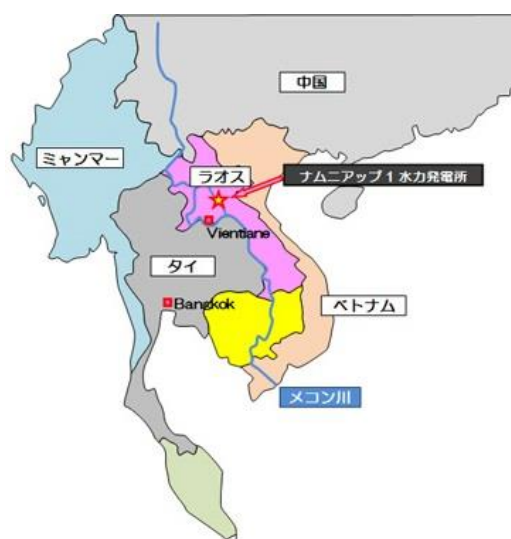 中国
ミャンマー
ラオス
ナムニアップ１水力発電所
Vientiane
タイ
Bangkok
ベトナム
メコン川